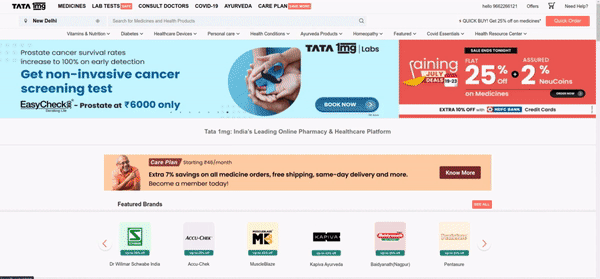 TATA 1mg MEDICINES LAB TESTS CONSULT DOCTORS COVID-19 AYURVEDA CARE PLAN
hello 9662266121 Offers Need Help?
New Delhi Search for Medicines and Health Products
QUICK BUY! Get 25% off on medicines* Quick Order
Vitamins & Nutrition Diabetes Healthcare Devices Personal care Health Conditions Ayurveda Products Homeopathy Featured Covid Essentials Health Resource Center
Prostate cancer survival rates
increase to 100% on early detection
Get non-invasive cancer
screening test
EasyCheck - Prostate at ₹6000 only
TATA 1mg Labs
BOOK NOW
SALE ENDS TONIGHT
raining
JULY
DEALS
FLAT
25%
OFF
on Medicines
+
ASSURED
2%
NeuCoins
ORDER NOW
EXTRA 10% OFF with HDFC BANK Credit Cards
Tata 1mg: India's Leading Online Pharmacy & Healthcare Platform
Care Plan Starting ₹46/month
Extra 7% savings on all medicine orders, free shipping, same-day delivery and more.
Become a member today!
Know More
Featured Brands
SEE ALL
ACCU-CHEK
MK
KAPIVA
Dr Willmar Schwabe India
Accu-Chek
MuscleBlaze
Kapiva Ayurveda
Baidyanath(Nagpur)
Pentasure